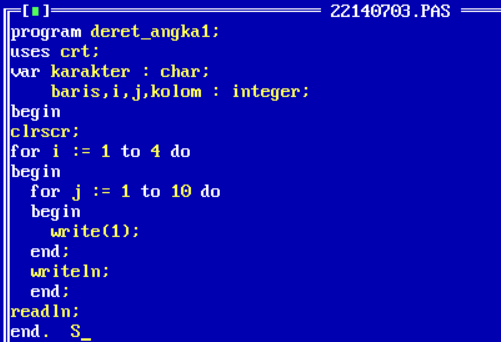 [■] 22140703.PAS
program deret_angka1;
uses crt;
var karakter : char;
    baris,i,j,kolom : integer;
begin
clrscr;
for i := 1 to 4 do
begin
  for j := 1 to 10 do
  begin
    write(1);
  end;
  writeln;
  end;
readln;
end.  S_